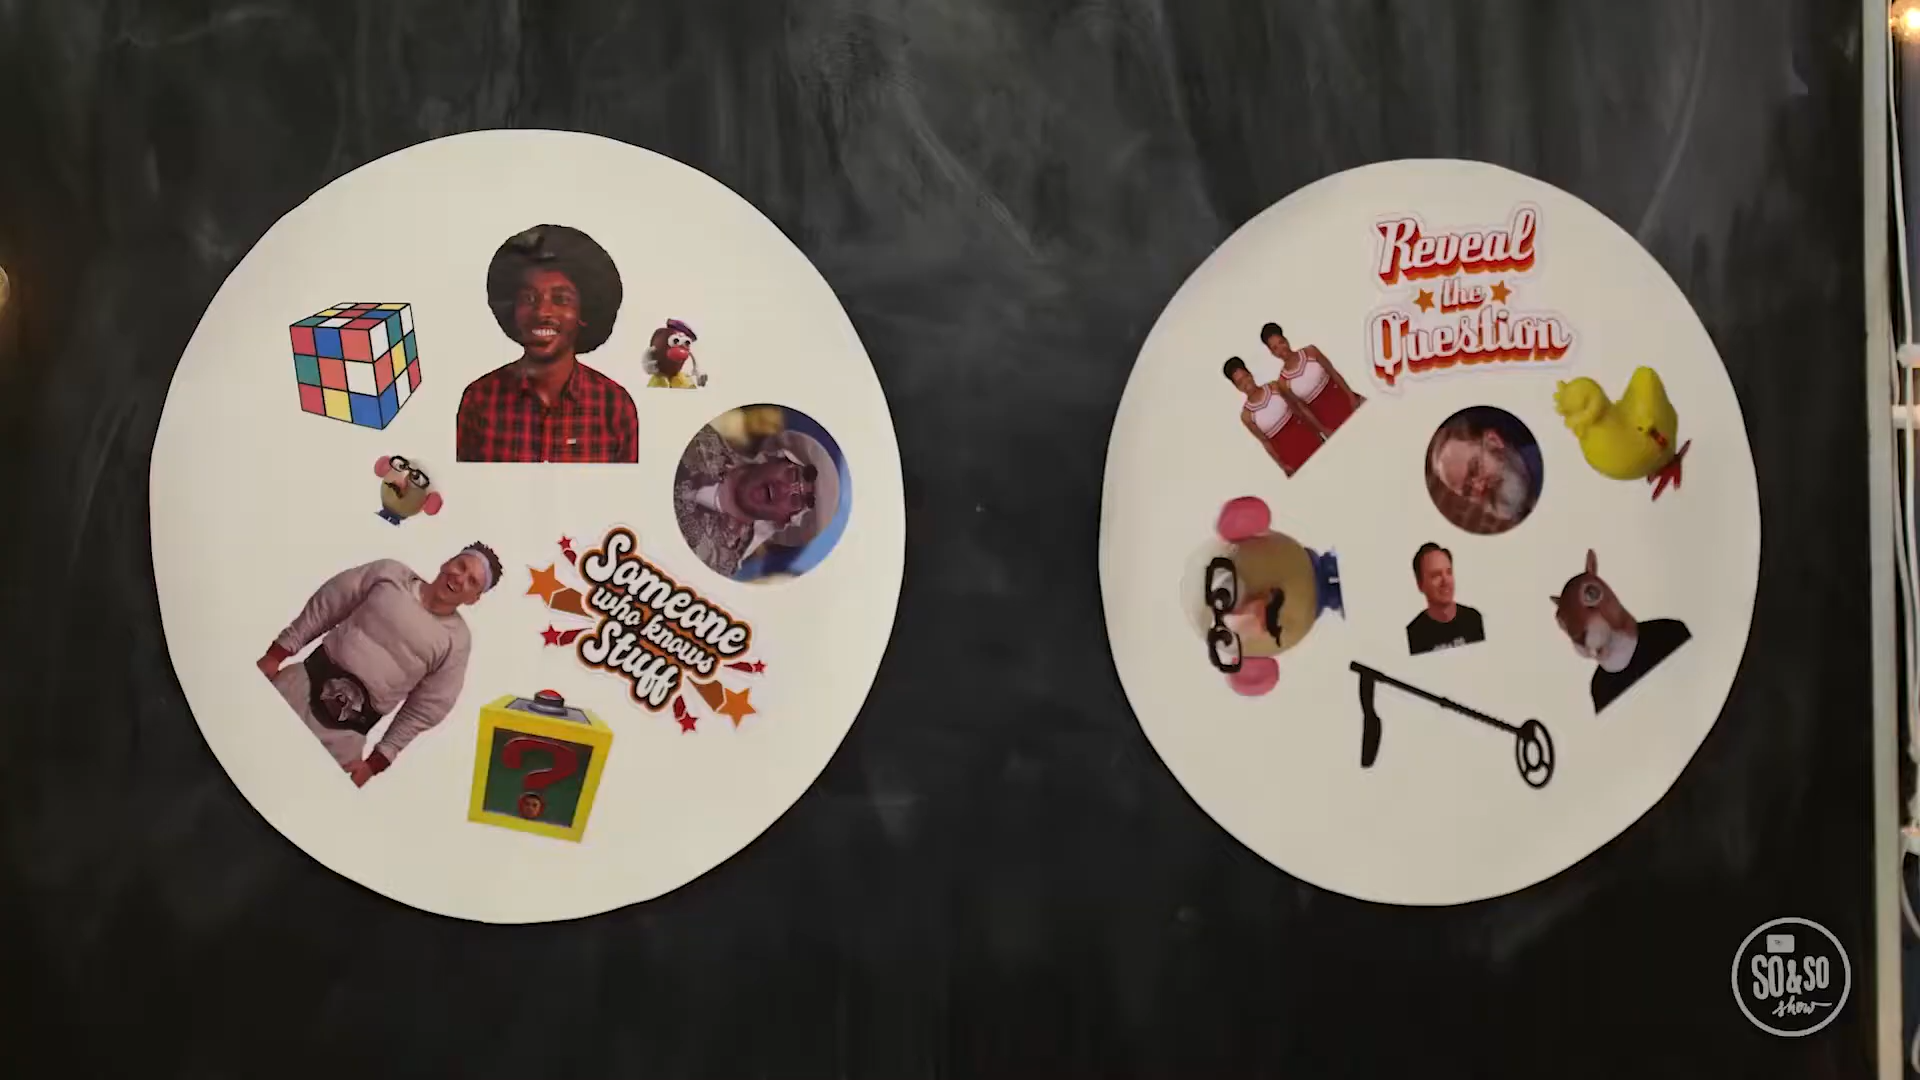 Reveal
the
Question
Someone
who knows
Stuff
?
SO & SO
show